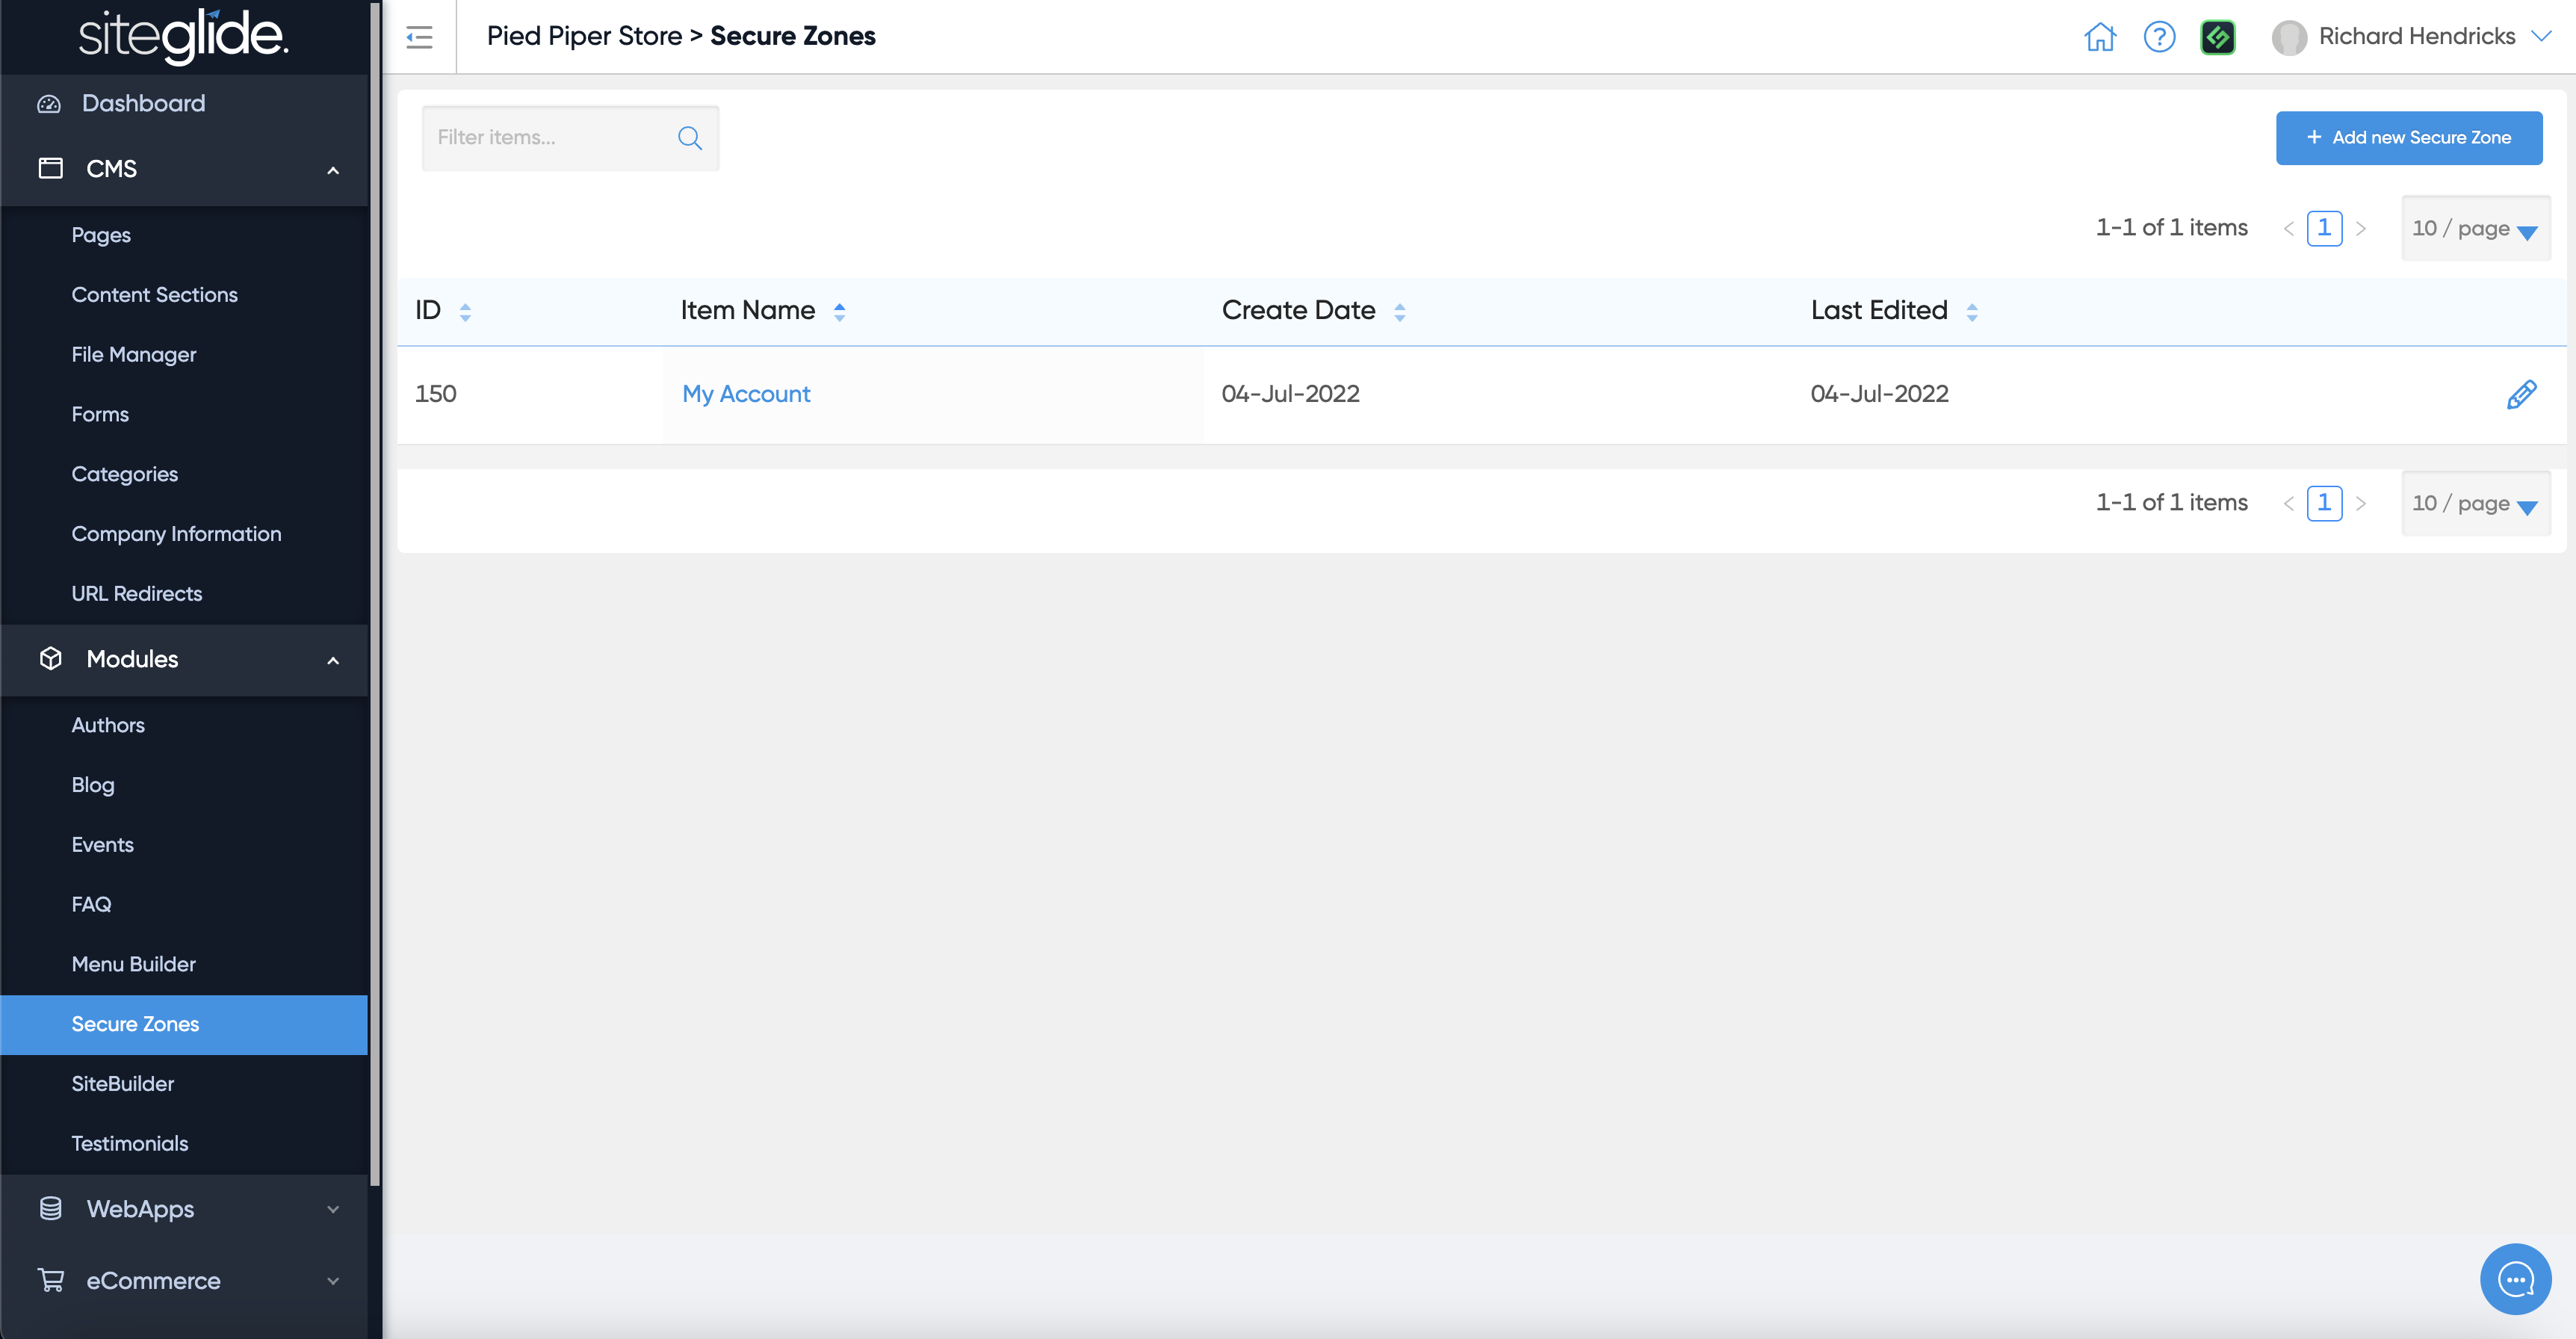 siteglide.
Pied Piper Store > Secure Zones
Richard Hendricks
Dashboard
CMS
Pages
Content Sections
File Manager
Forms
Categories
Company Information
URL Redirects
Modules
Authors
Blog
Events
FAQ
Menu Builder
Secure Zones
SiteBuilder
Testimonials
WebApps
eCommerce
Filter items...
+ Add new Secure Zone
1-1 of 1 items < 1 > 10 / page
ID Item Name Create Date Last Edited
150 My Account 04-Jul-2022 04-Jul-2022
1-1 of 1 items < 1 > 10 / page